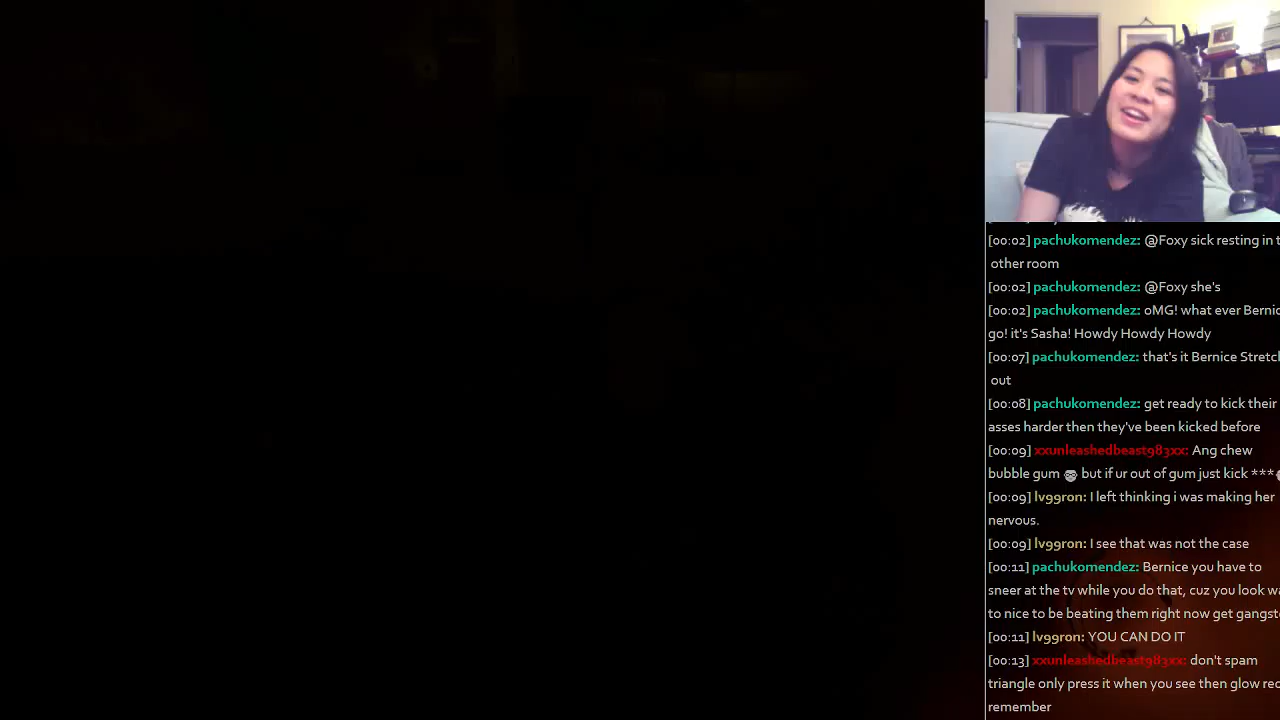 [00:02] pachukomendez: @Foxy sick resting in
other room
[00:02] pachukomendez: @Foxy she's
[00:02] pachukomendez: oMG! what ever
go! it's Sasha! Howdy Howdy Howdy
[00:07] pachukomendez: that's it Bernice
out
[00:08] pachukomendez: get ready to kick their
asses harder then they've been kicked before
[00:09] xxunleashedbeast983xx: Ang chew
bubble gum but if ur out of gum just kick ***
[00:09] lv99ron: I left thinking i was making her
nervous.
[00:09] lv99ron: I see that was not the case
[00:11] pachukomendez: Bernice you have to
sneer at the tv while you do that, cuz you look
to nice to be beating them right now get
[00:11] lv99ron: YOU CAN DO IT
[00:13] xxunleashedbeast983xx: don't spam
triangle only press it when you see then glow
remember